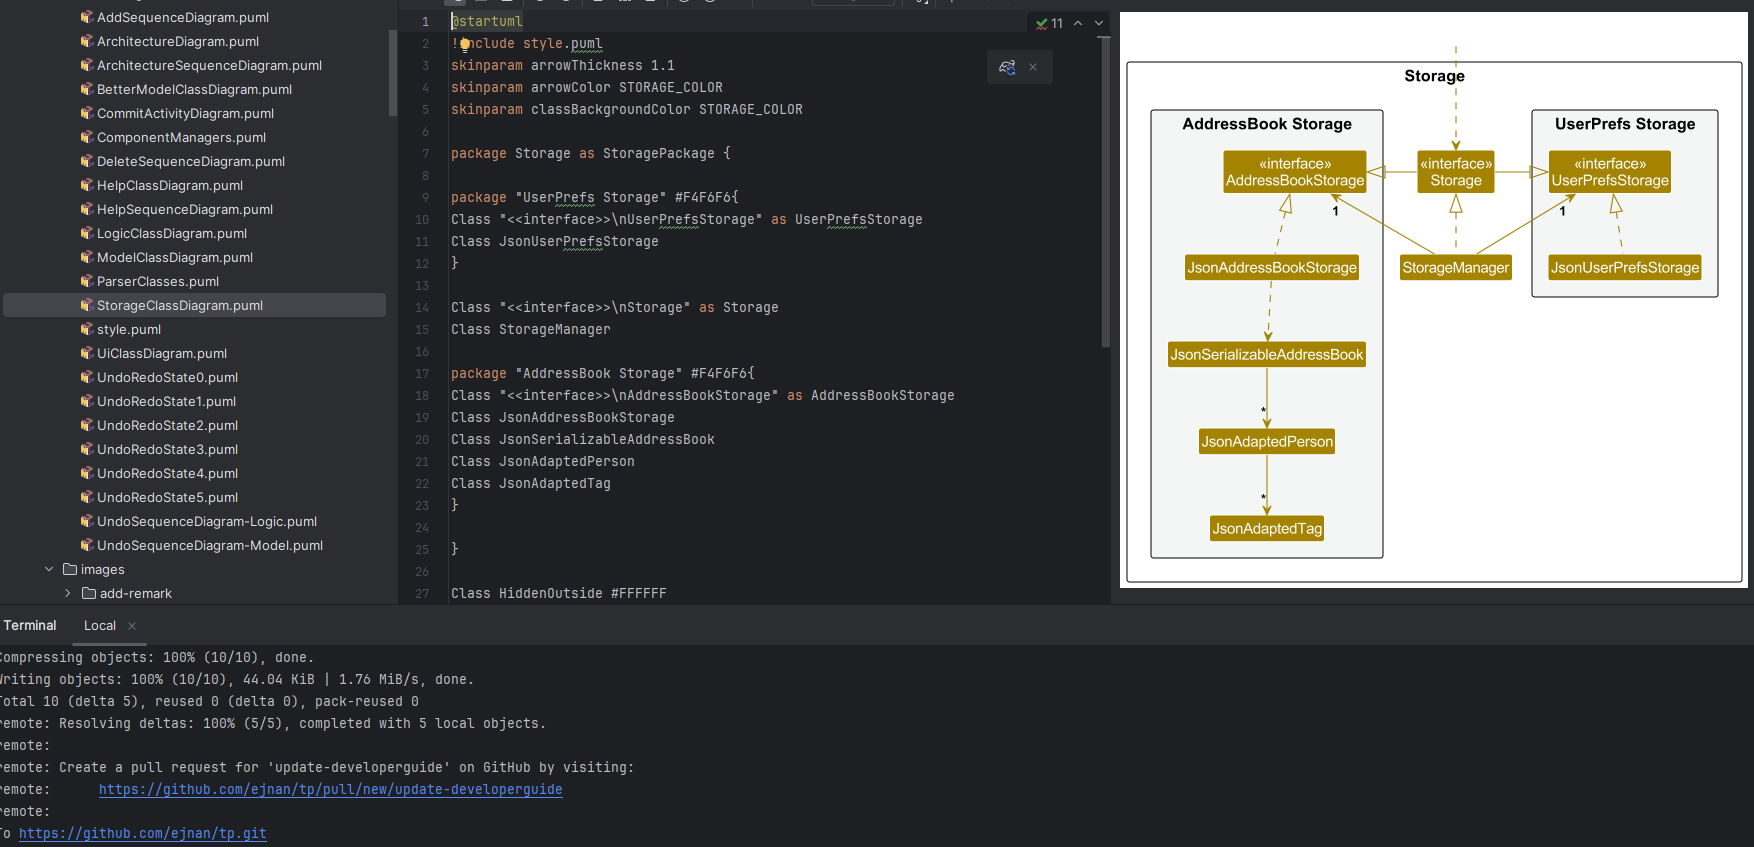 AddSequenceDiagram.puml
ArchitectureDiagram.puml
ArchitectureSequenceDiagram.puml
BetterModelClassDiagram.puml
CommitActivityDiagram.puml
ComponentManagers.puml
DeleteSequenceDiagram.puml
HelpClassDiagram.puml
HelpSequenceDiagram.puml
LogicClassDiagram.puml
ModelClassDiagram.puml
ParserClasses.puml
StorageClassDiagram.puml
style.puml
UiClassDiagram.puml
UndoRedoState0.puml
UndoRedoState1.puml
UndoRedoState2.puml
UndoRedoState3.puml
UndoRedoState4.puml
UndoRedoState5.puml
UndoSequenceDiagram-Logic.puml
UndoSequenceDiagram-Model.puml
images
add-remark
1 @startuml
2 !include style.puml
3 skinparam arrowThickness 1.1
4 skinparam arrowColor STORAGE_COLOR
5 skinparam classBackgroundColor STORAGE_COLOR
6
7 package Storage as StoragePackage {
8
9 package "UserPrefs Storage" #F4F6F6{
10 Class "<<interface>>\nUserPrefsStorage" as UserPrefsStorage
11 Class JsonUserPrefsStorage
12 }
13
14 Class "<<interface>>\nStorage" as Storage
15 Class StorageManager
16
17 package "AddressBook Storage" #F4F6F6{
18 Class "<<interface>>\nAddressBookStorage" as AddressBookStorage
19 Class JsonAddressBookStorage
20 Class JsonSerializableAddressBook
21 Class JsonAdaptedPerson
22 Class JsonAdaptedTag
23 }
24
25 }
26
27 Class HiddenOutside #FFFFFF
11
Storage
AddressBook Storage
UserPrefs Storage
«interface»
AddressBookStorage
«interface»
Storage
«interface»
UserPrefsStorage
1
1
JsonAddressBookStorage
StorageManager
JsonUserPrefsStorage
JsonSerializableAddressBook
*
JsonAdaptedPerson
*
JsonAdaptedTag
Terminal Local
Compressing objects: 100% (10/10), done.
Writing objects: 100% (10/10), 44.04 KiB | 1.76 MiB/s, done.
Total 10 (delta 5), reused 0 (delta 0), pack-reused 0
remote: Resolving deltas: 100% (5/5), completed with 5 local objects.
remote:
remote: Create a pull request for 'update-developerguide' on GitHub by visiting:
remote: https://github.com/ejnan/tp/pull/new/update-developerguide
remote:
To https://github.com/ejnan/tp.git